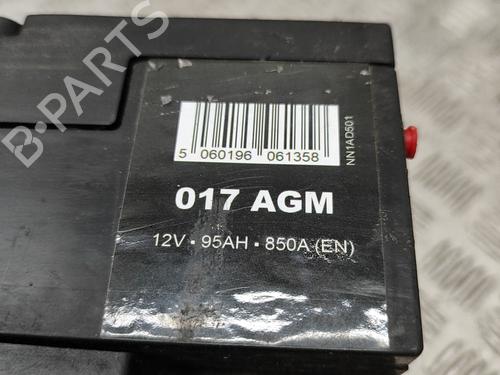 B-PARTS
5 060196 061358
NN1AD501
017 AGM
12V • 95AH • 850A (EN)